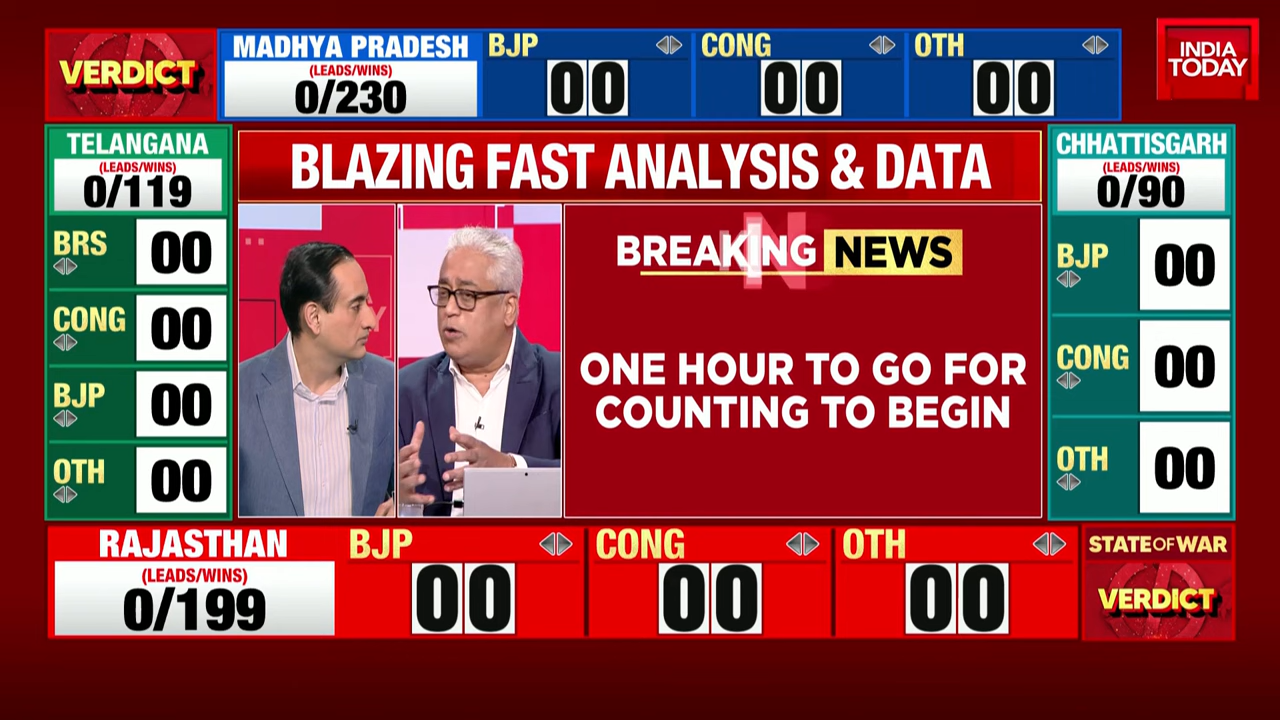 VERDICT
MADHYA PRADESH
(LEADS/WINS)
0/230
BJP
00
CONG
00
OTH
00
INDIA
TODAY
TELANGANA
(LEADS/WINS)
0/119
BRS
00
CONG
00
BJP
00
OTH
00
BLAZING FAST ANALYSIS & DATA
BREAKING NEWS
ONE HOUR TO GO FOR
COUNTING TO BEGIN
CHHATTISGARH
(LEADS/WINS)
0/90
BJP
00
CONG
00
OTH
00
RAJASTHAN
(LEADS/WINS)
0/199
BJP
00
CONG
00
OTH
00
STATE OF WAR
VERDICT